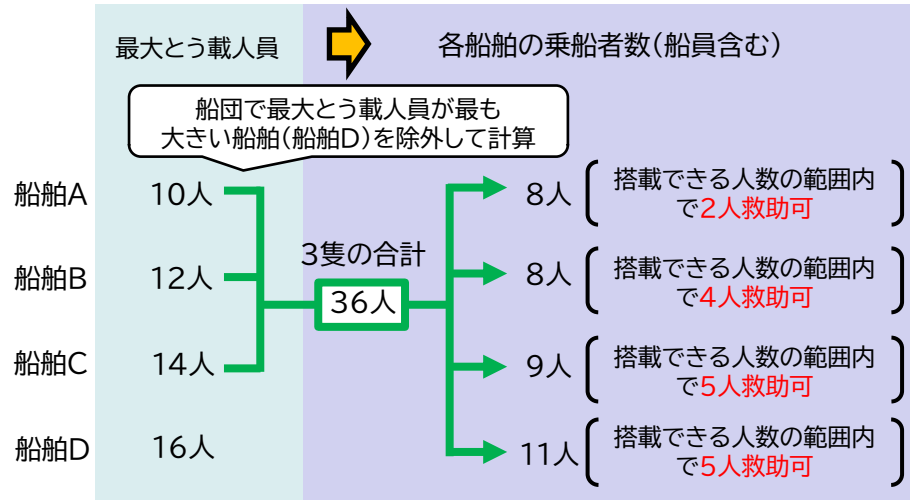 最大とう載人員
各船舶の乗船者数(船員含む)
船団で最大とう載人員が最も
大きい船舶(船舶D)を除外して計算
船舶A
10人
8人
搭載できる人数の範囲内
で2人救助可
3隻の合計
船舶B
12人
36人
8人
搭載できる人数の範囲内
で4人救助可
船舶C
14人
9人
搭載できる人数の範囲内
で5人救助可
船舶D
16人
11人
搭載できる人数の範囲内
で5人救助可